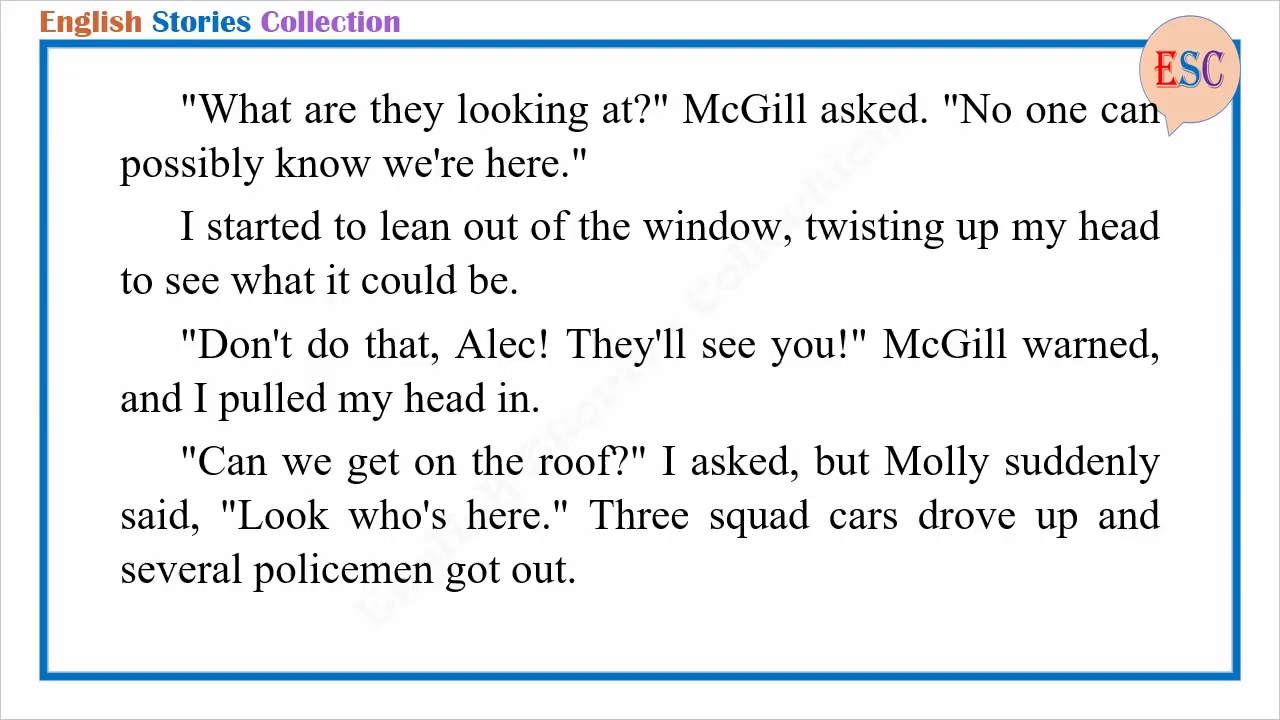 English Stories Collection
ESC
"What are they looking at?" McGill asked. "No one can
possibly know we're here."
I started to lean out of the window, twisting up my head
to see what it could be.
"Don't do that, Alec! They'll see you!" McGill warned,
and I pulled my head in.
"Can we get on the roof?" I asked, but Molly suddenly
said, "Look who's here." Three squad cars drove up and
several policemen got out.
English Stories Collection